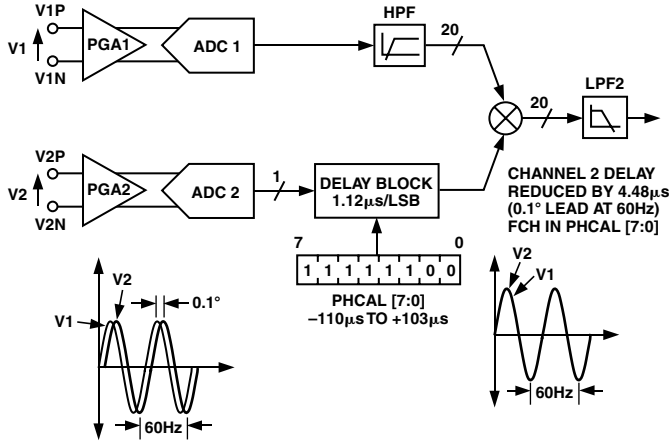 V1P
V1
V1N
PGA1
ADC 1
HPF
20
20
LPF2
V2P
V2
V2N
PGA2
ADC 2
1
DELAY BLOCK
1.12µs/LSB
CHANNEL 2 DELAY
REDUCED BY 4.48µs
(0.1° LEAD AT 60Hz)
FCH IN PHCAL [7:0]
7 0
1 1 1 1 1 1 0 0
PHCAL [7:0]
–110µs TO +103µs
V2
V1
0.1°
60Hz
V2
V1
60Hz